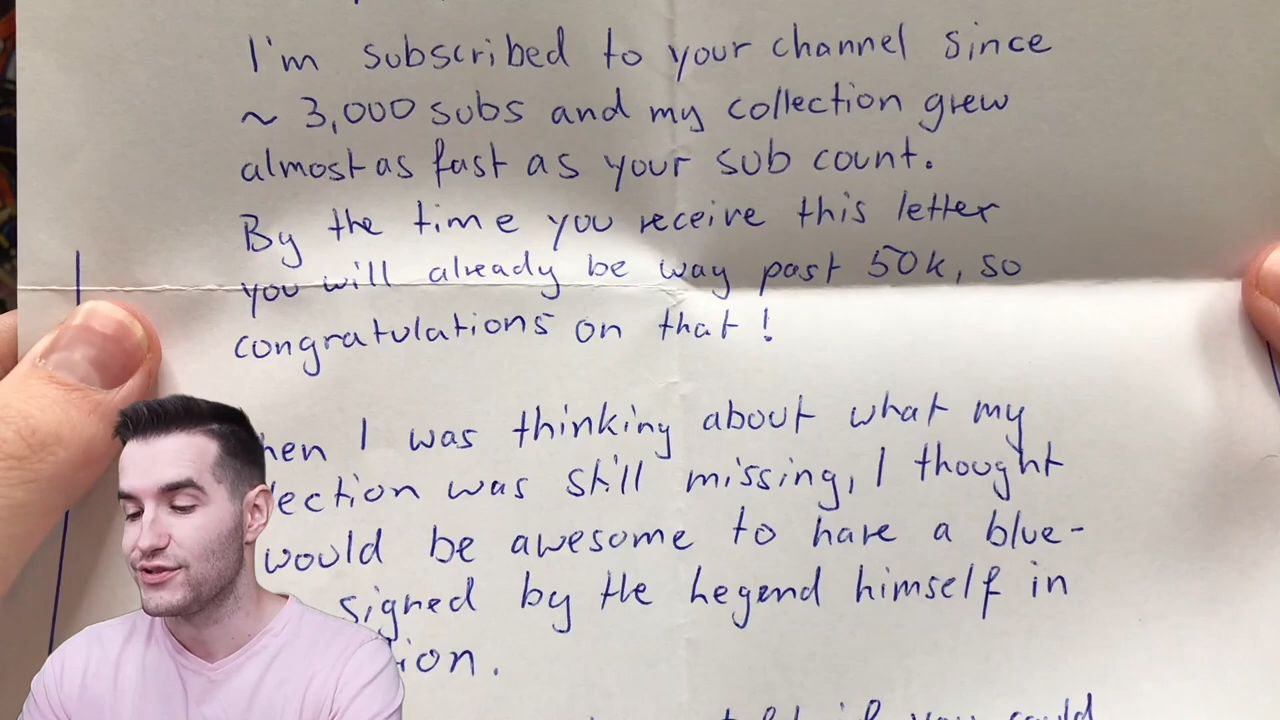 I'm subscribed to your channel since
~ 3,000 subs and my collection grew
almost as fast as your sub count.
By the time you receive this letter
you will already be way past 50k, so
congratulations on that!
I was thinking about what my
was still missing, I thought
would be awesome to have a blue-
signed by the Legend himself in
you could